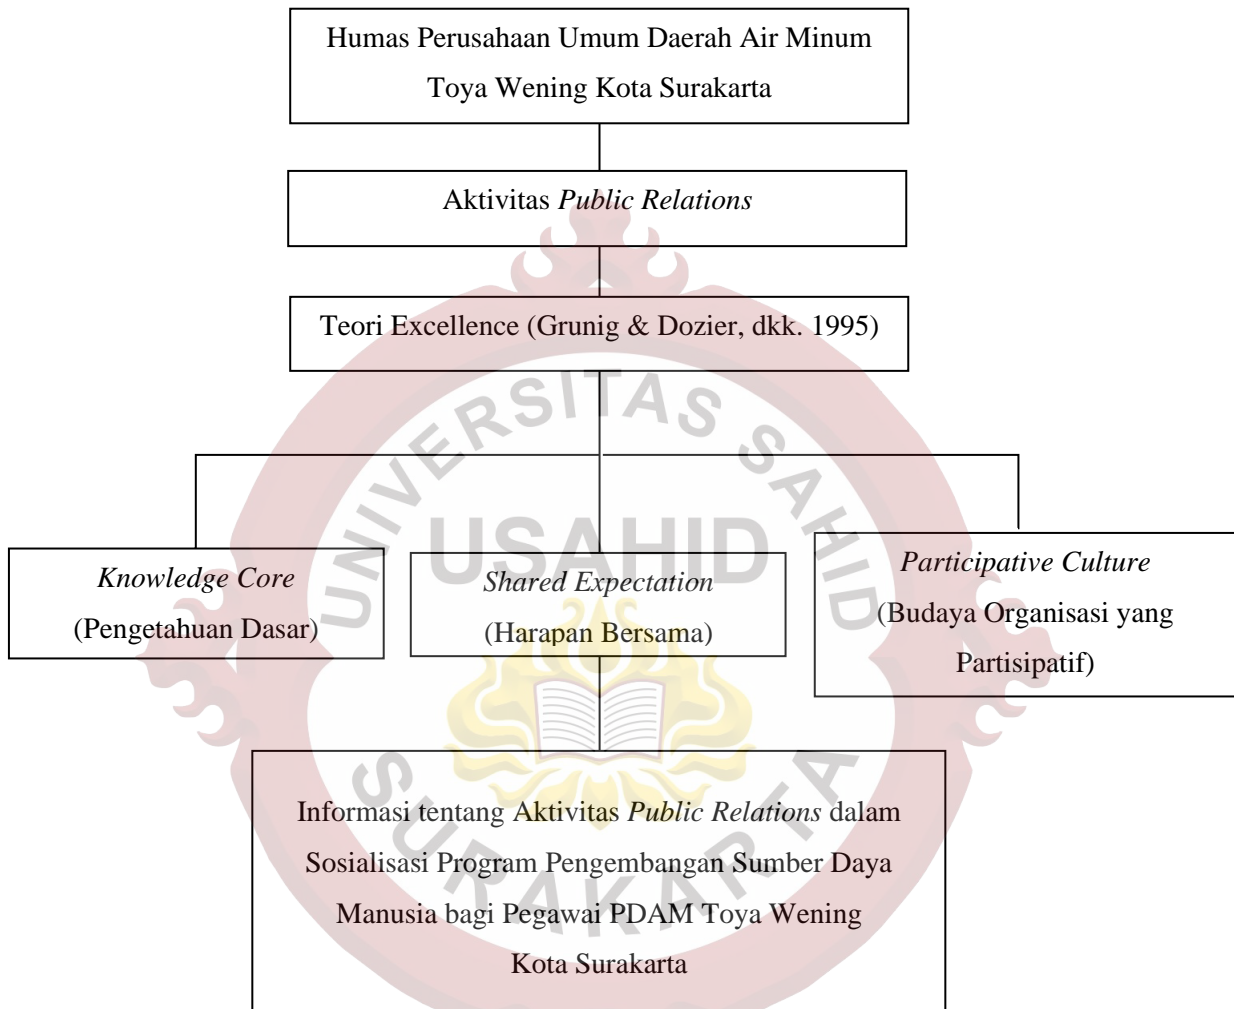 Humas Perusahaan Umum Daerah Air Minum
Toya Wening Kota Surakarta
Aktivitas Public Relations
Teori Excellence (Grunig & Dozier, dkk. 1995)
UNIVERSITAS SAHID
USAHID
Knowledge Core
(Pengetahuan Dasar)
Shared Expectation
(Harapan Bersama)
Participative Culture
(Budaya Organisasi yang
Partisipatif)
Informasi tentang Aktivitas Public Relations dalam
Sosialisasi Program Pengembangan Sumber Daya
Manusia bagi Pegawai PDAM Toya Wening
Kota Surakarta
SURAKARTA